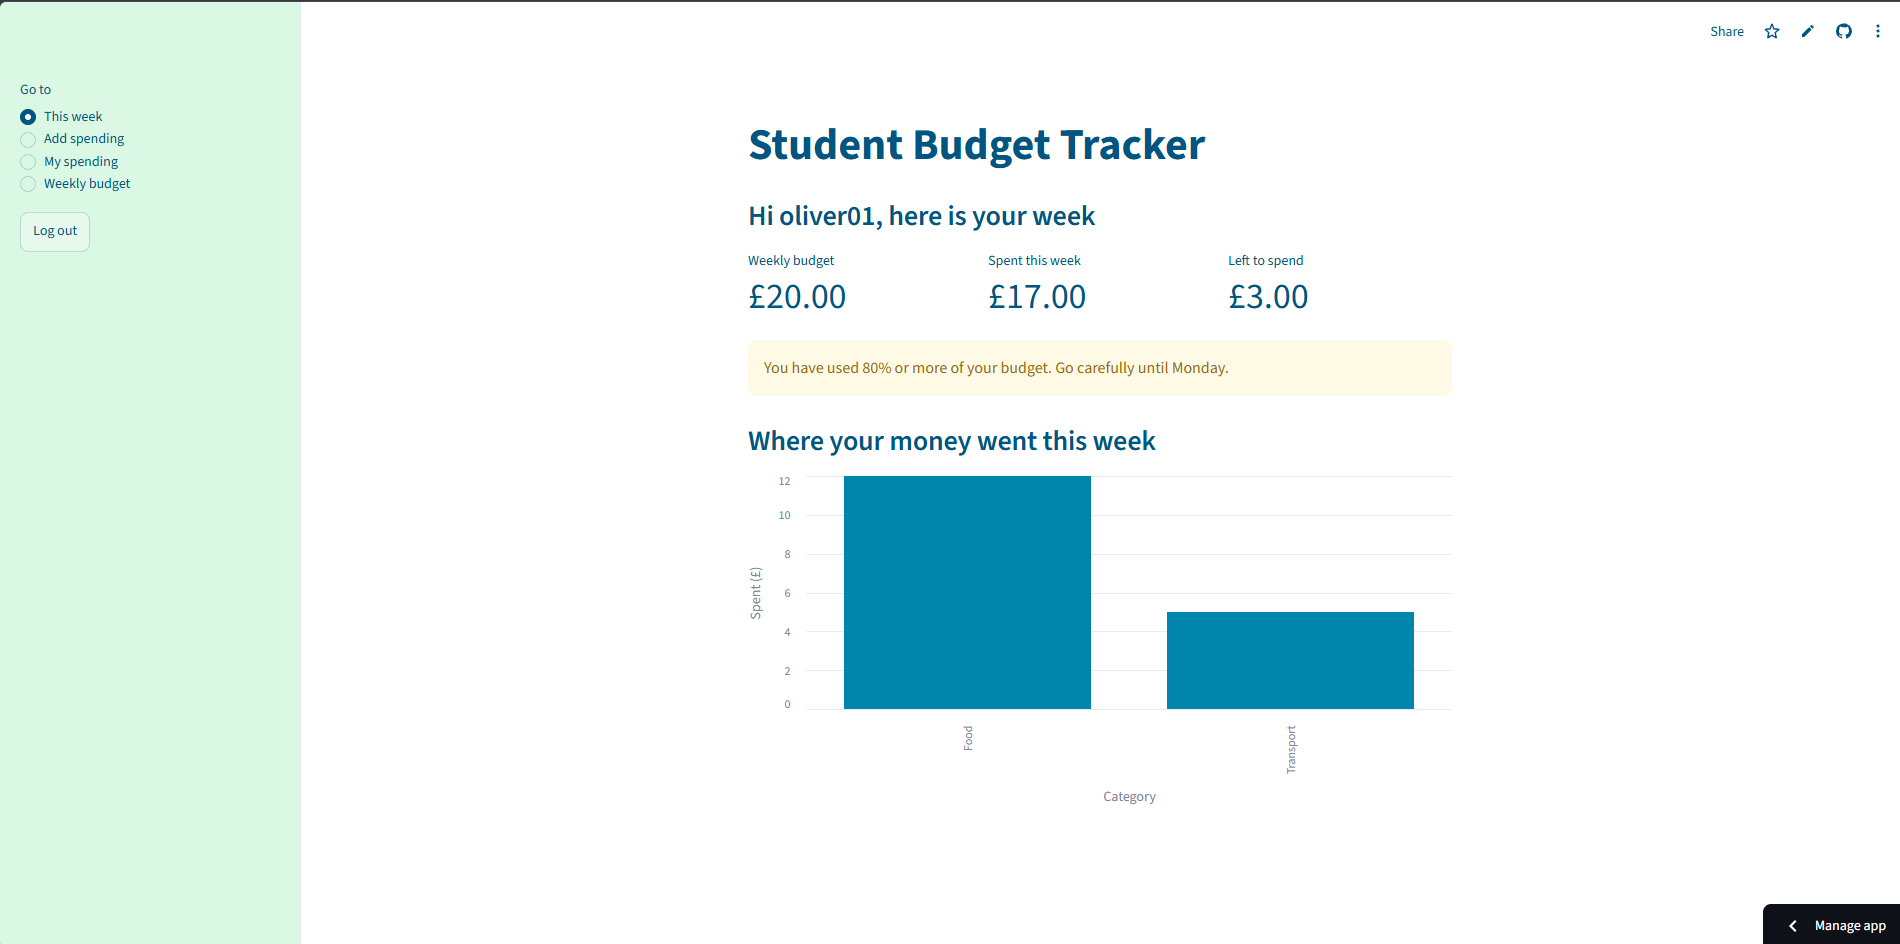 Share
Go to
This week
Add spending
My spending
Weekly budget
Log out
Student Budget Tracker
Hi oliver01, here is your week
Weekly budget
£20.00
Spent this week
£17.00
Left to spend
£3.00
You have used 80% or more of your budget. Go carefully until Monday.
Where your money went this week
Spent (£)
12
10
8
6
4
2
0
Food
Transport
Category
Manage app